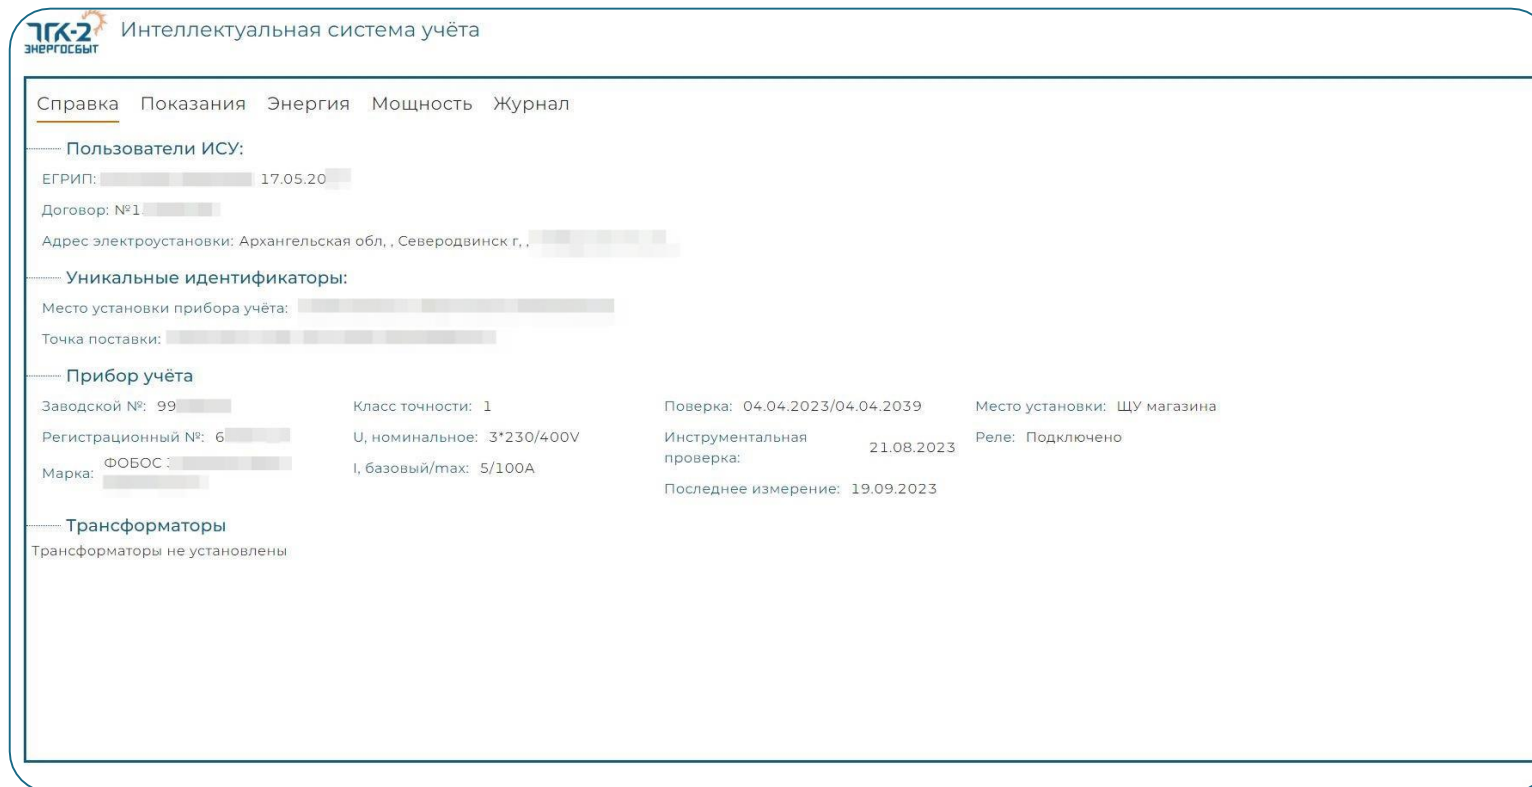 ТГК-2
ЭНЕРГОСБЫТ
Интеллектуальная система учёта
Справка Показания Энергия Мощность Журнал
Пользователи ИСУ:
ЕГРИП: 17.05.20
Договор: №1
Адрес электроустановки: Архангельская обл, , Северодвинск г, ,
Уникальные идентификаторы:
Место установки прибора учёта:
Точка поставки:
Прибор учёта
Заводской №: 99 Класс точности: 1 Поверка: 04.04.2023/04.04.2039 Место установки: ЩУ магазина
Регистрационный №: 6 U, номинальное: 3*230/400V Инструментальная проверка: 21.08.2023 Реле: Подключено
Марка: ФОБОС I, базовый/max: 5/100A
Последнее измерение: 19.09.2023
Трансформаторы
Трансформаторы не установлены